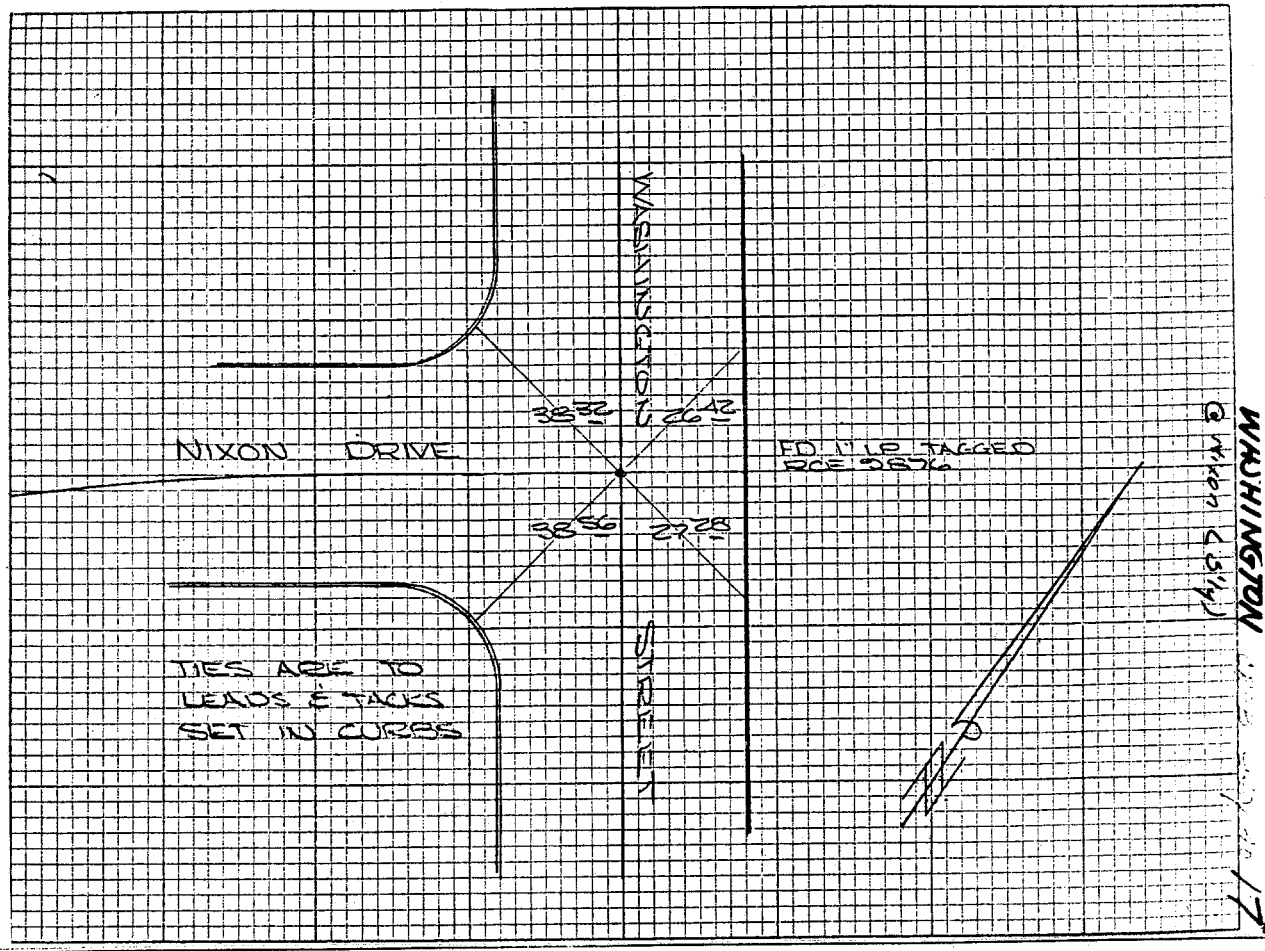 WASHINGTON STREET
38 32
26 42
NIXON DRIVE
FD. 1" I.P. TAGGED
RCE 9876
38 56
27 28
TIES ARE TO
LEADS & TACKS
SET IN CURBS
WASHINGTON
@ Nixon (S'ly)
17